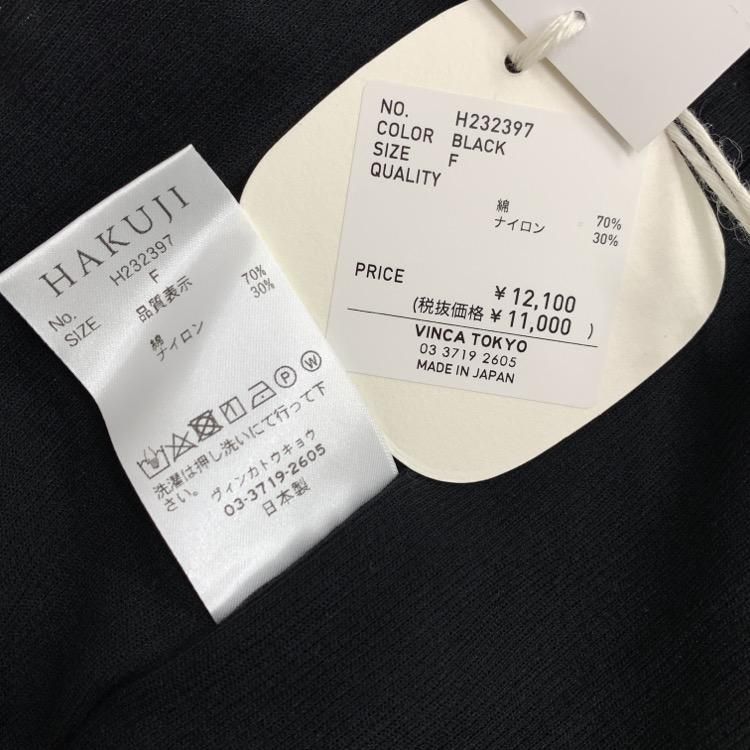 HAKUJI
No. H232397
SIZE F
品質表示
綿 70%
ナイロン 30%
P W
洗濯は押し洗いにて行って下
さい。
ヴィンカトウキョウ
03-3719-2605
日本製
NO. H232397
COLOR BLACK
SIZE F
QUALITY
綿 70%
ナイロン 30%
PRICE ¥12,100
(税抜価格 ¥11,000 )
VINCA TOKYO
03 3719 2605
MADE IN JAPAN